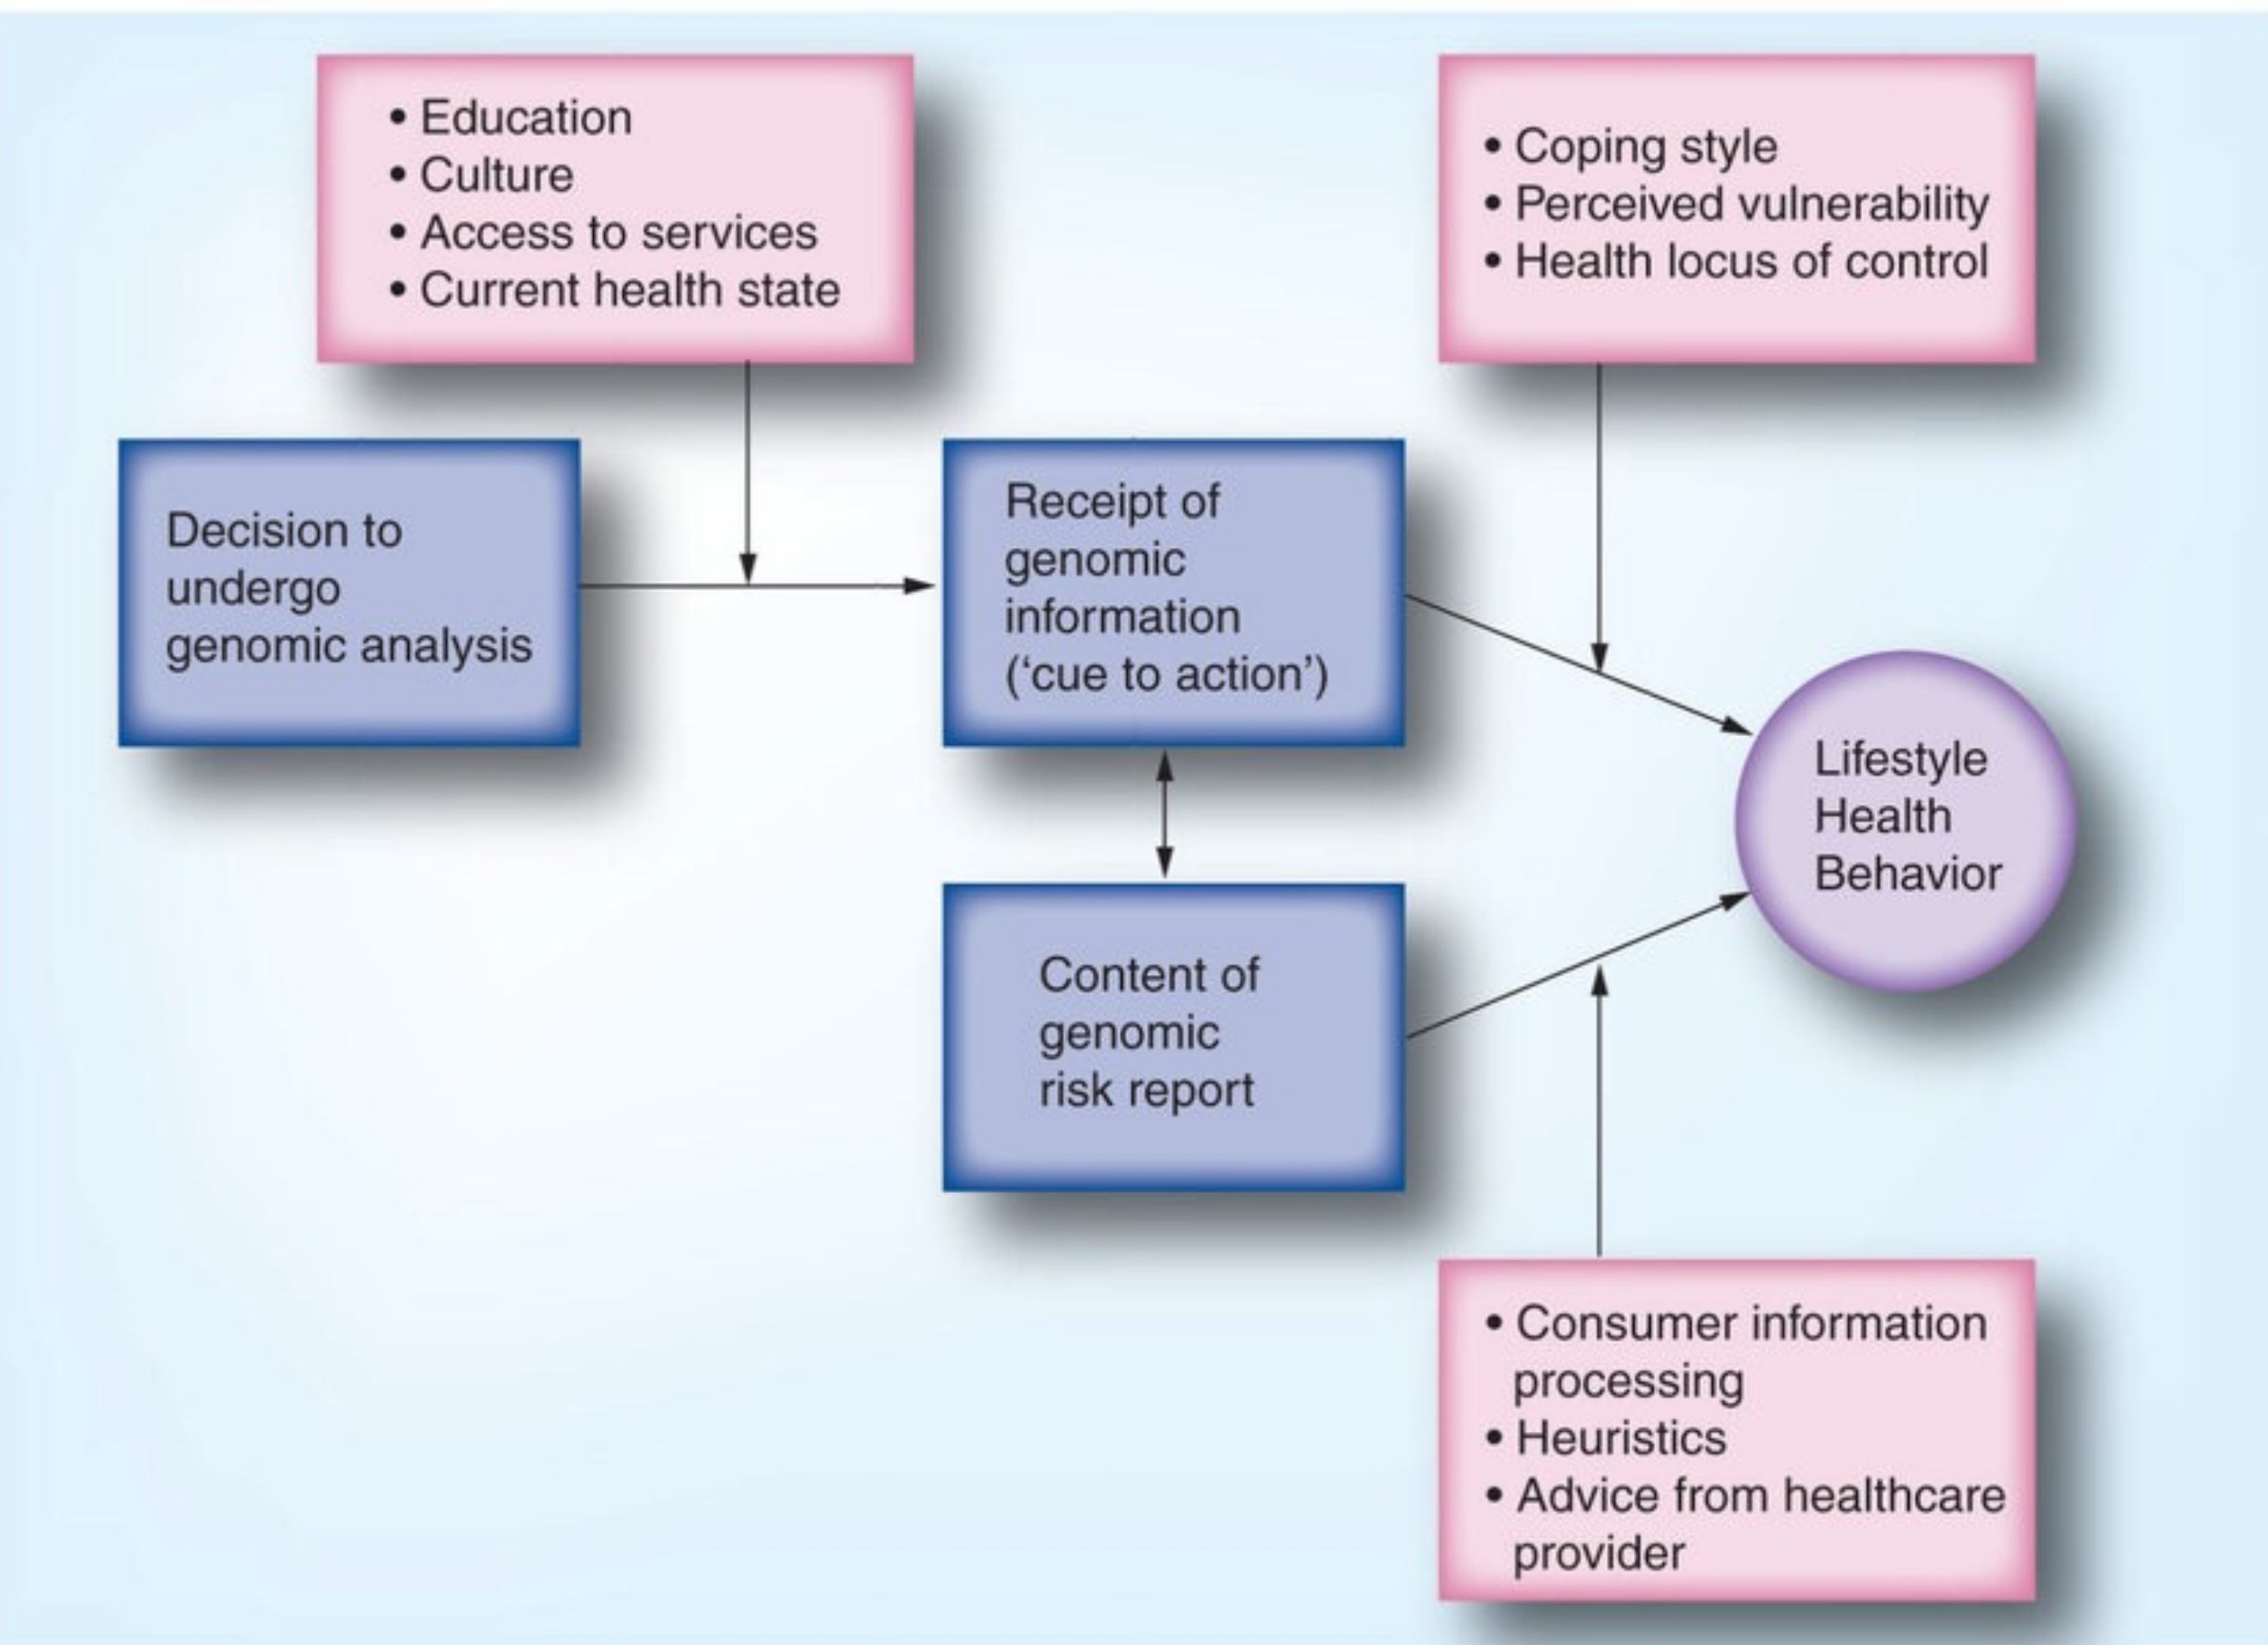 • Education
• Culture
• Access to services
• Current health state
• Coping style
• Perceived vulnerability
• Health locus of control
Decision to
undergo
genomic analysis
Receipt of
genomic
information
(‘cue to action’)
Lifestyle
Health
Behavior
Content of
genomic
risk report
• Consumer information
processing
• Heuristics
• Advice from healthcare
provider